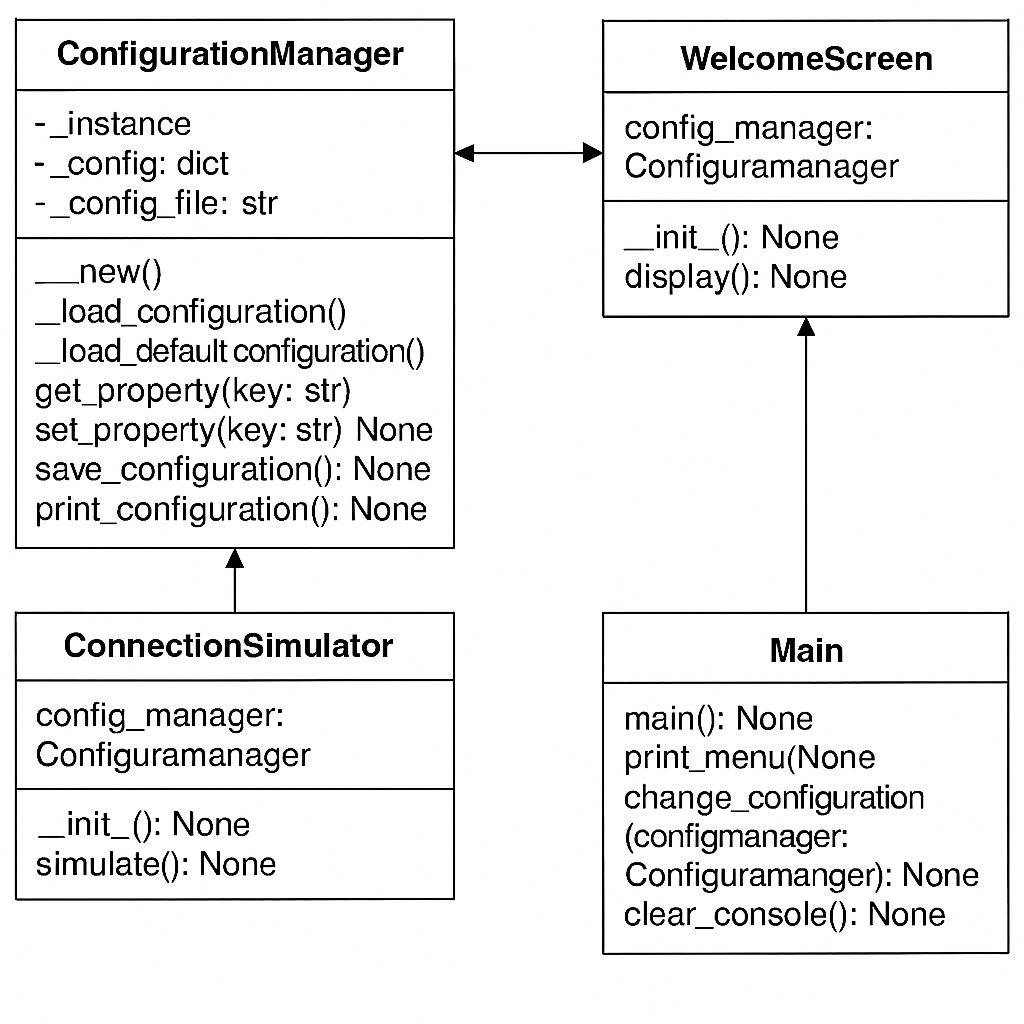 ConfigurationManager
- _instance
- _config: dict
- _config_file: str
__new()
_load_configuration()
_load_default configuration()
get_property(key: str)
set_property(key: str) None
save_configuration(): None
print_configuration(): None
WelcomeScreen
config_manager:
Configuramanager
__init_(): None
display(): None
ConnectionSimulator
config_manager:
Configuramanager
__init_(): None
simulate(): None
Main
main(): None
print_menu(None
change_configuration
(configmanager:
Configuramanger): None
clear_console(): None